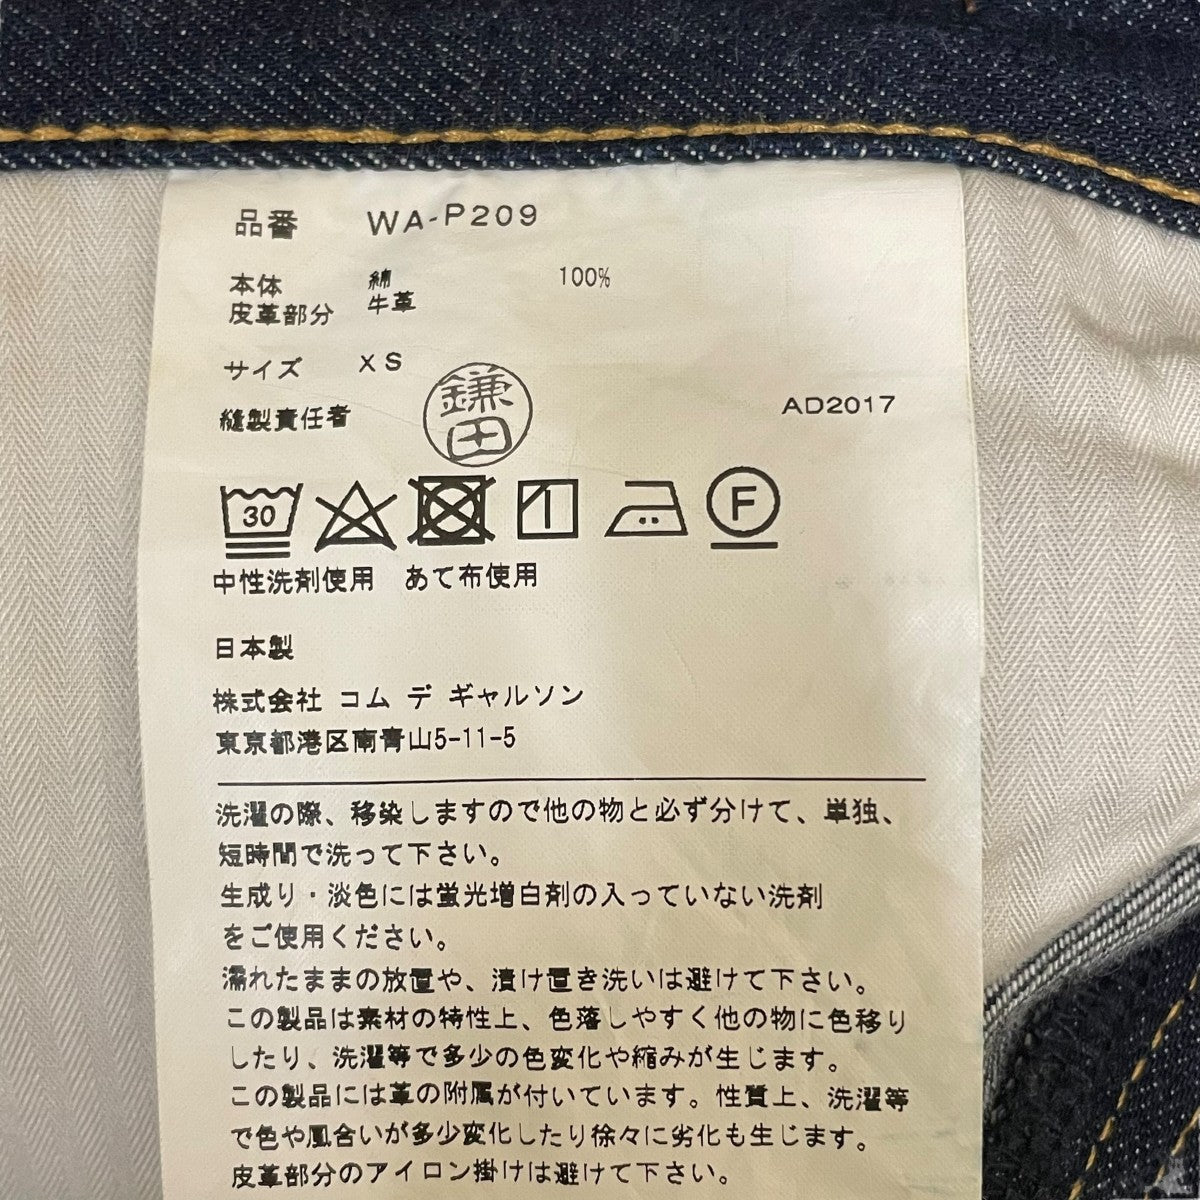 品番 WA-P209
本体 綿 100%
皮革部分 牛革
サイズ XS
縫製責任者 鎌田
AD2017
30 F
中性洗剤使用 あて布使用
日本製
株式会社 コム デ ギャルソン
東京都港区南青山5-11-5
洗濯の際、移染しますので他の物と必ず分けて、単独、
短時間で洗って下さい。
生成り・淡色には蛍光増白剤の入っていない洗剤
をご使用ください。
濡れたままの放置や、漬け置き洗いは避けて下さい。
この製品は素材の特性上、色落しやすく他の物に色移り
したり、洗濯等で多少の色変化や縮みが生じます。
この製品には革の附属が付いています。性質上、洗濯等
で色や風合いが多少変化したり徐々に劣化も生じます。
皮革部分のアイロン掛けは避けて下さい。